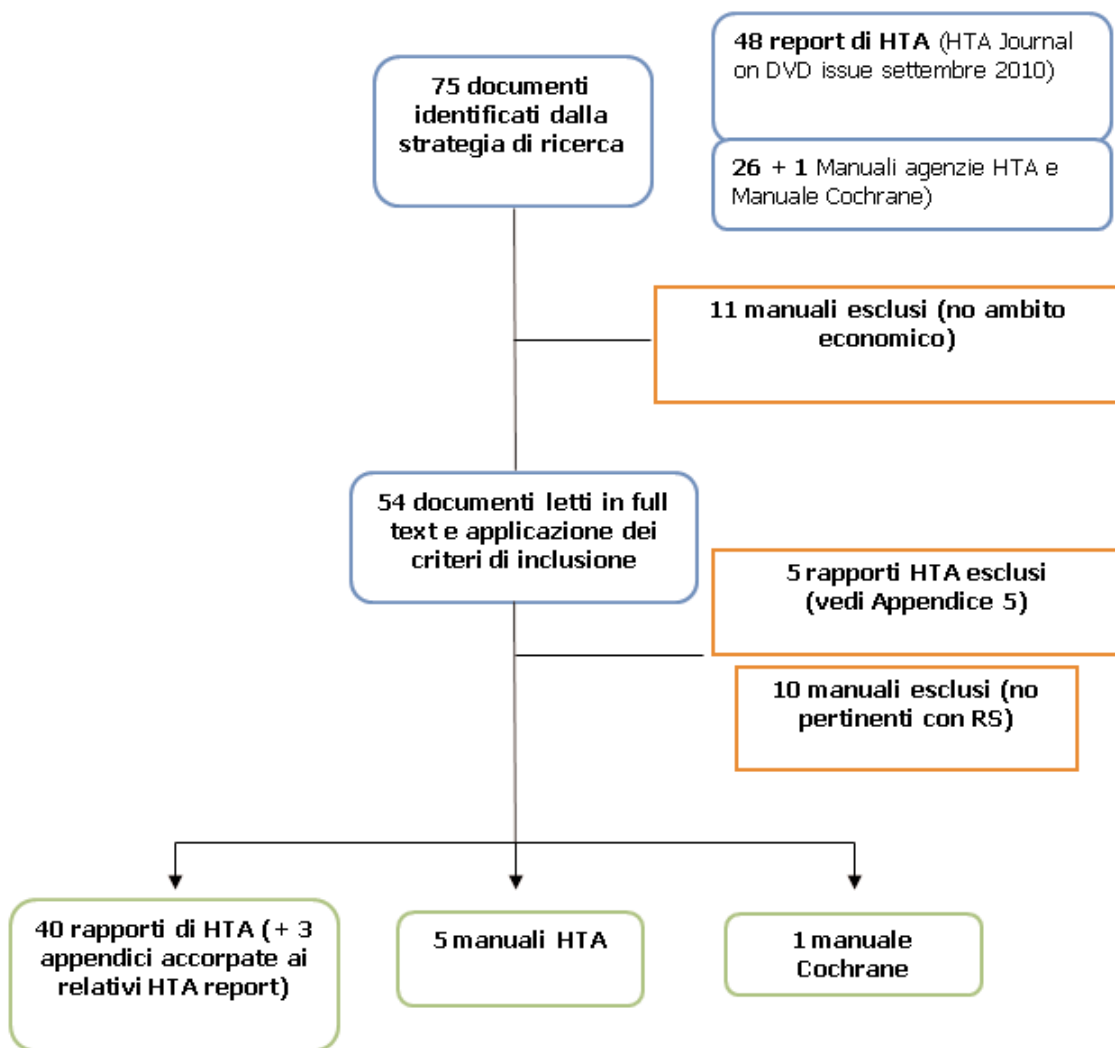 75 documenti
identificati dalla
strategia di ricerca
48 report di HTA (HTA Journal
on DVD issue settembre 2010)
26 + 1 Manuali agenzie HTA e
Manuale Cochrane)
11 manuali esclusi (no ambito
economico)
54 documenti letti in full
text e applicazione dei
criteri di inclusione
5 rapporti HTA esclusi
(vedi Appendice 5)
10 manuali esclusi (no
pertinenti con RS)
40 rapporti di HTA (+ 3
appendici accorpate ai
relativi HTA report)
5 manuali HTA
1 manuale
Cochrane